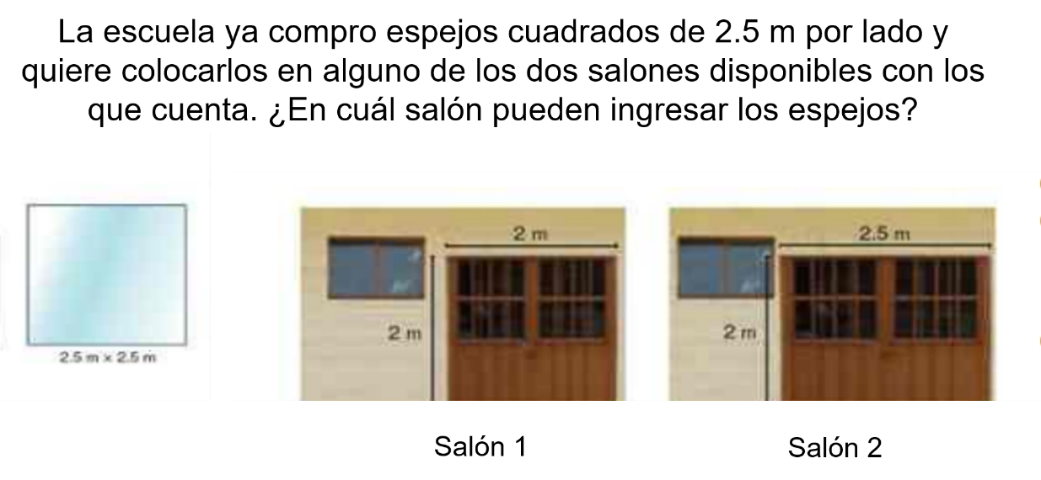 La escuela ya compro espejos cuadrados de 2.5 m por lado y
quiere colocarlos en alguno de los dos salones disponibles con los
que cuenta. ¿En cuál salón pueden ingresar los espejos?
2.5 m x 2.5 m
2 m
2 m
2.5 m
2 m
Salón 1
Salón 2